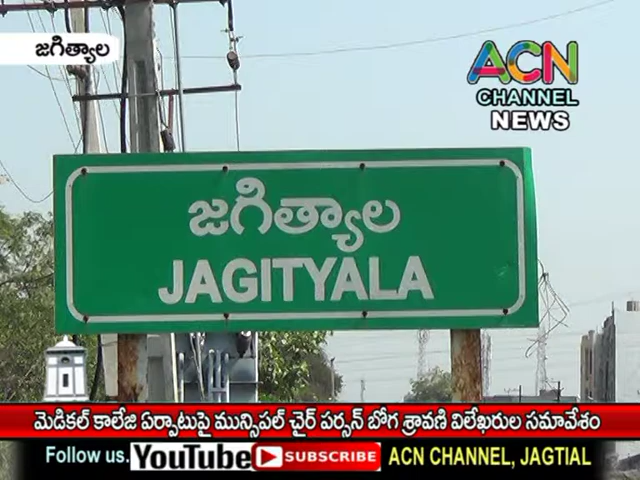 జగిత్యాల
ACN
CHANNEL
NEWS
జగిత్యాల
JAGITYALA
మెడికల్ కాలేజి ఏర్పాటుపై మున్సిపల్ చైర్ పర్సన్ బోగ శ్రావణి విలేఖరుల సమావేశం
Follow us. YouTube SUBSCRIBE ACN CHANNEL, JAGTIAL